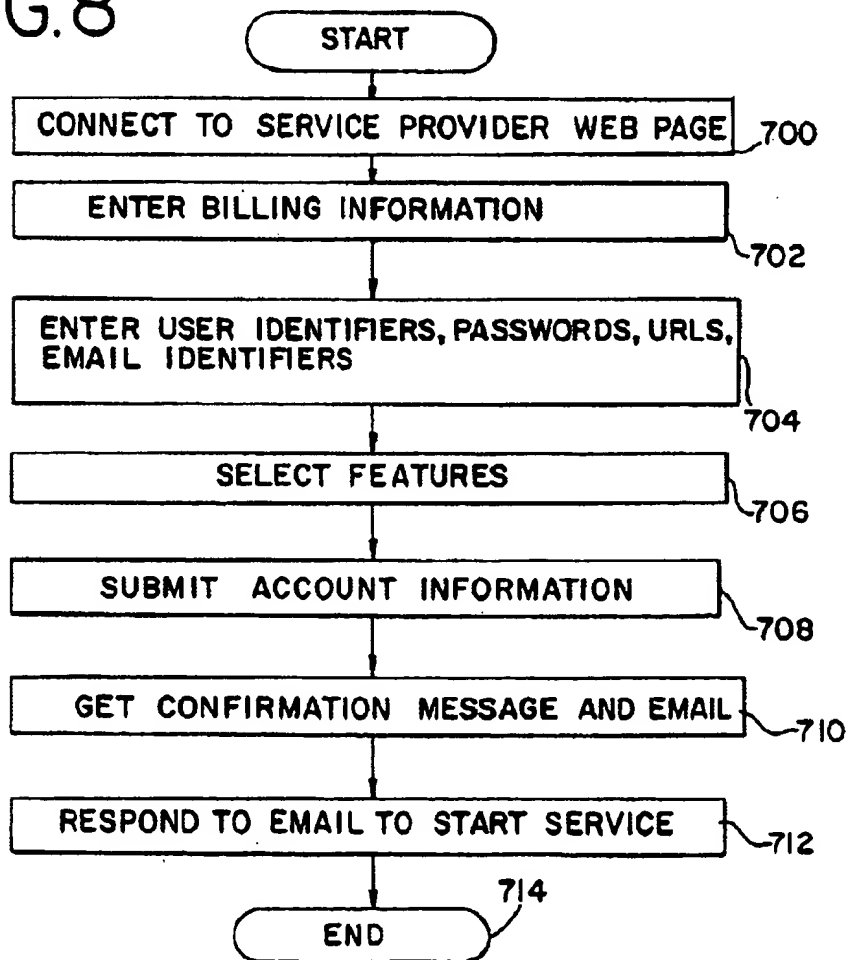 G.8
START
CONNECT TO SERVICE PROVIDER WEB PAGE
700
ENTER BILLING INFORMATION
702
ENTER USER IDENTIFIERS, PASSWORDS, URLS,
EMAIL IDENTIFIERS
704
SELECT FEATURES
706
SUBMIT ACCOUNT INFORMATION
708
GET CONFIRMATION MESSAGE AND EMAIL
710
RESPOND TO EMAIL TO START SERVICE
712
714
END